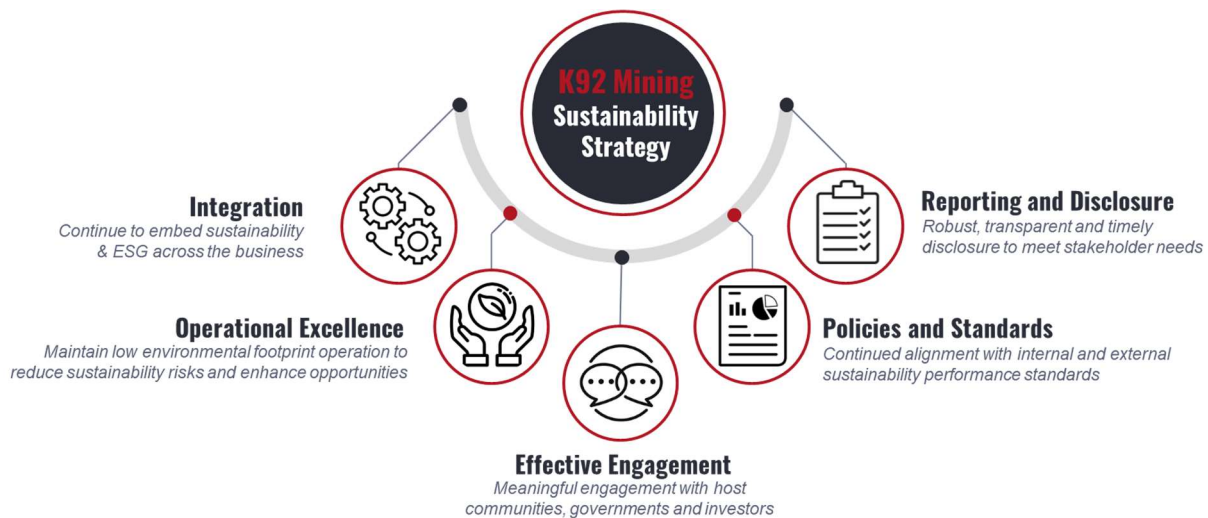 K92 Mining
Sustainability
Strategy
Integration
Continue to embed sustainability
& ESG across the business
Operational Excellence
Maintain low environmental footprint operation to
reduce sustainability risks and enhance opportunities
Effective Engagement
Meaningful engagement with host
communities, governments and investors
Policies and Standards
Continued alignment with internal and external
sustainability performance standards
Reporting and Disclosure
Robust, transparent and timely
disclosure to meet stakeholder needs